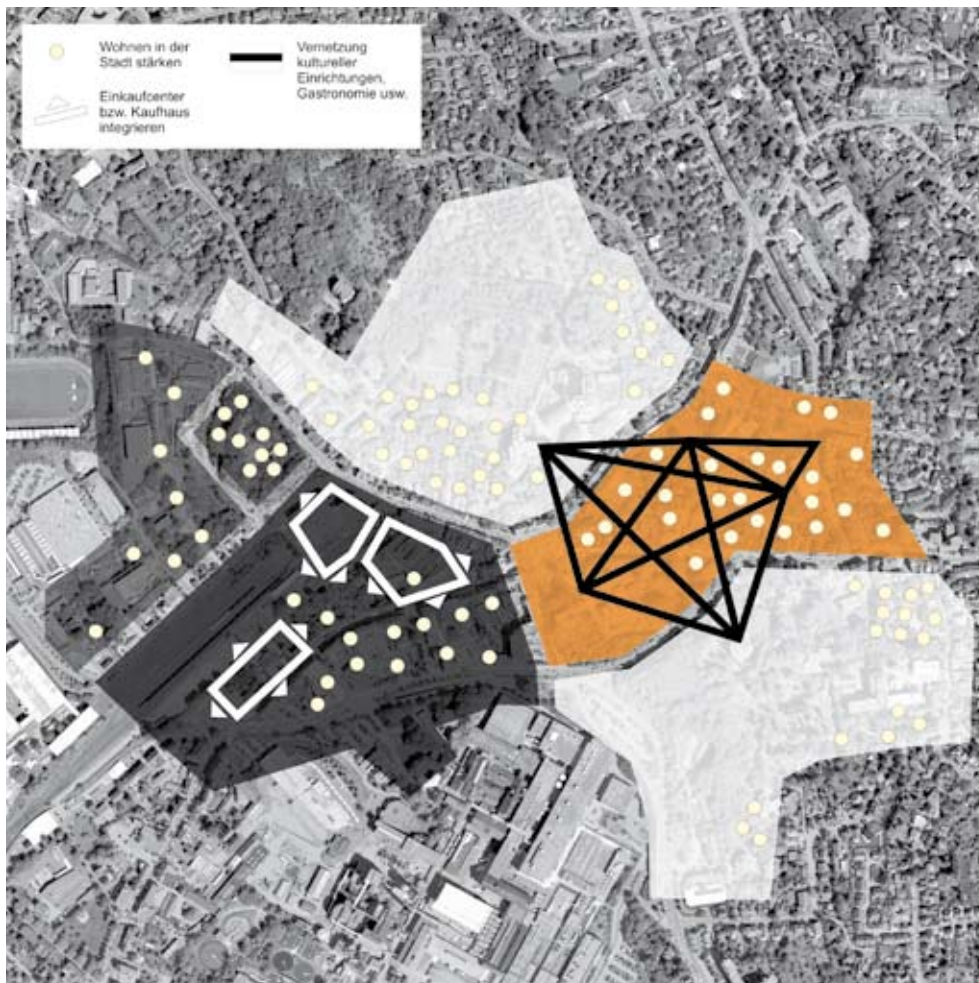 Wohnen in der
Stadt stärken
Einkaufcenter
bzw. Kaufhaus
integrieren
Vernetzung
kultureller
Einrichtungen,
Gastronomie usw.